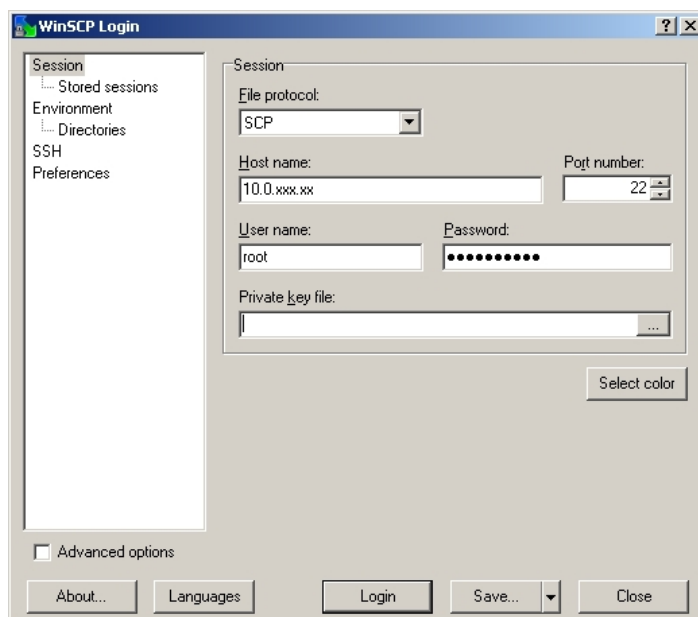 WinSCP Login
Session
Stored sessions
Environment
Directories
SSH
Preferences
Session
File protocol:
SCP
Host name:
Port number:
10.0.xxx.xx
22
User name:
Password:
root
●●●●●●●●●●
Private key file:
...
Select color
Advanced options
About...
Languages
Login
Save...
Close